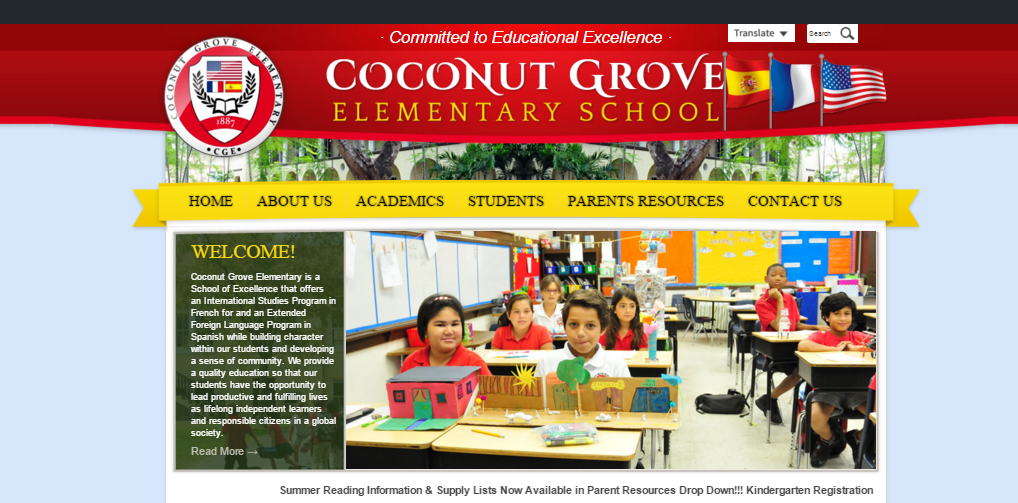 · Committed to Educational Excellence ·
Translate
Search
COCONUT GROVE ELEMENTARY
1887
• CGE •
COCONUT GROVE
ELEMENTARY SCHOOL
HOME ABOUT US ACADEMICS STUDENTS PARENTS RESOURCES CONTACT US
WELCOME!
Coconut Grove Elementary is a
School of Excellence that offers
an International Studies Program in
French for and an Extended
Foreign Language Program in
Spanish while building character
within our students and developing
a sense of community. We provide
a quality education so that our
students have the opportunity to
lead productive and fulfilling lives
as lifelong independent learners
and responsible citizens in a global
society.
Read More →
Summer Reading Information & Supply Lists Now Available in Parent Resources Drop Down!!! Kindergarten Registration